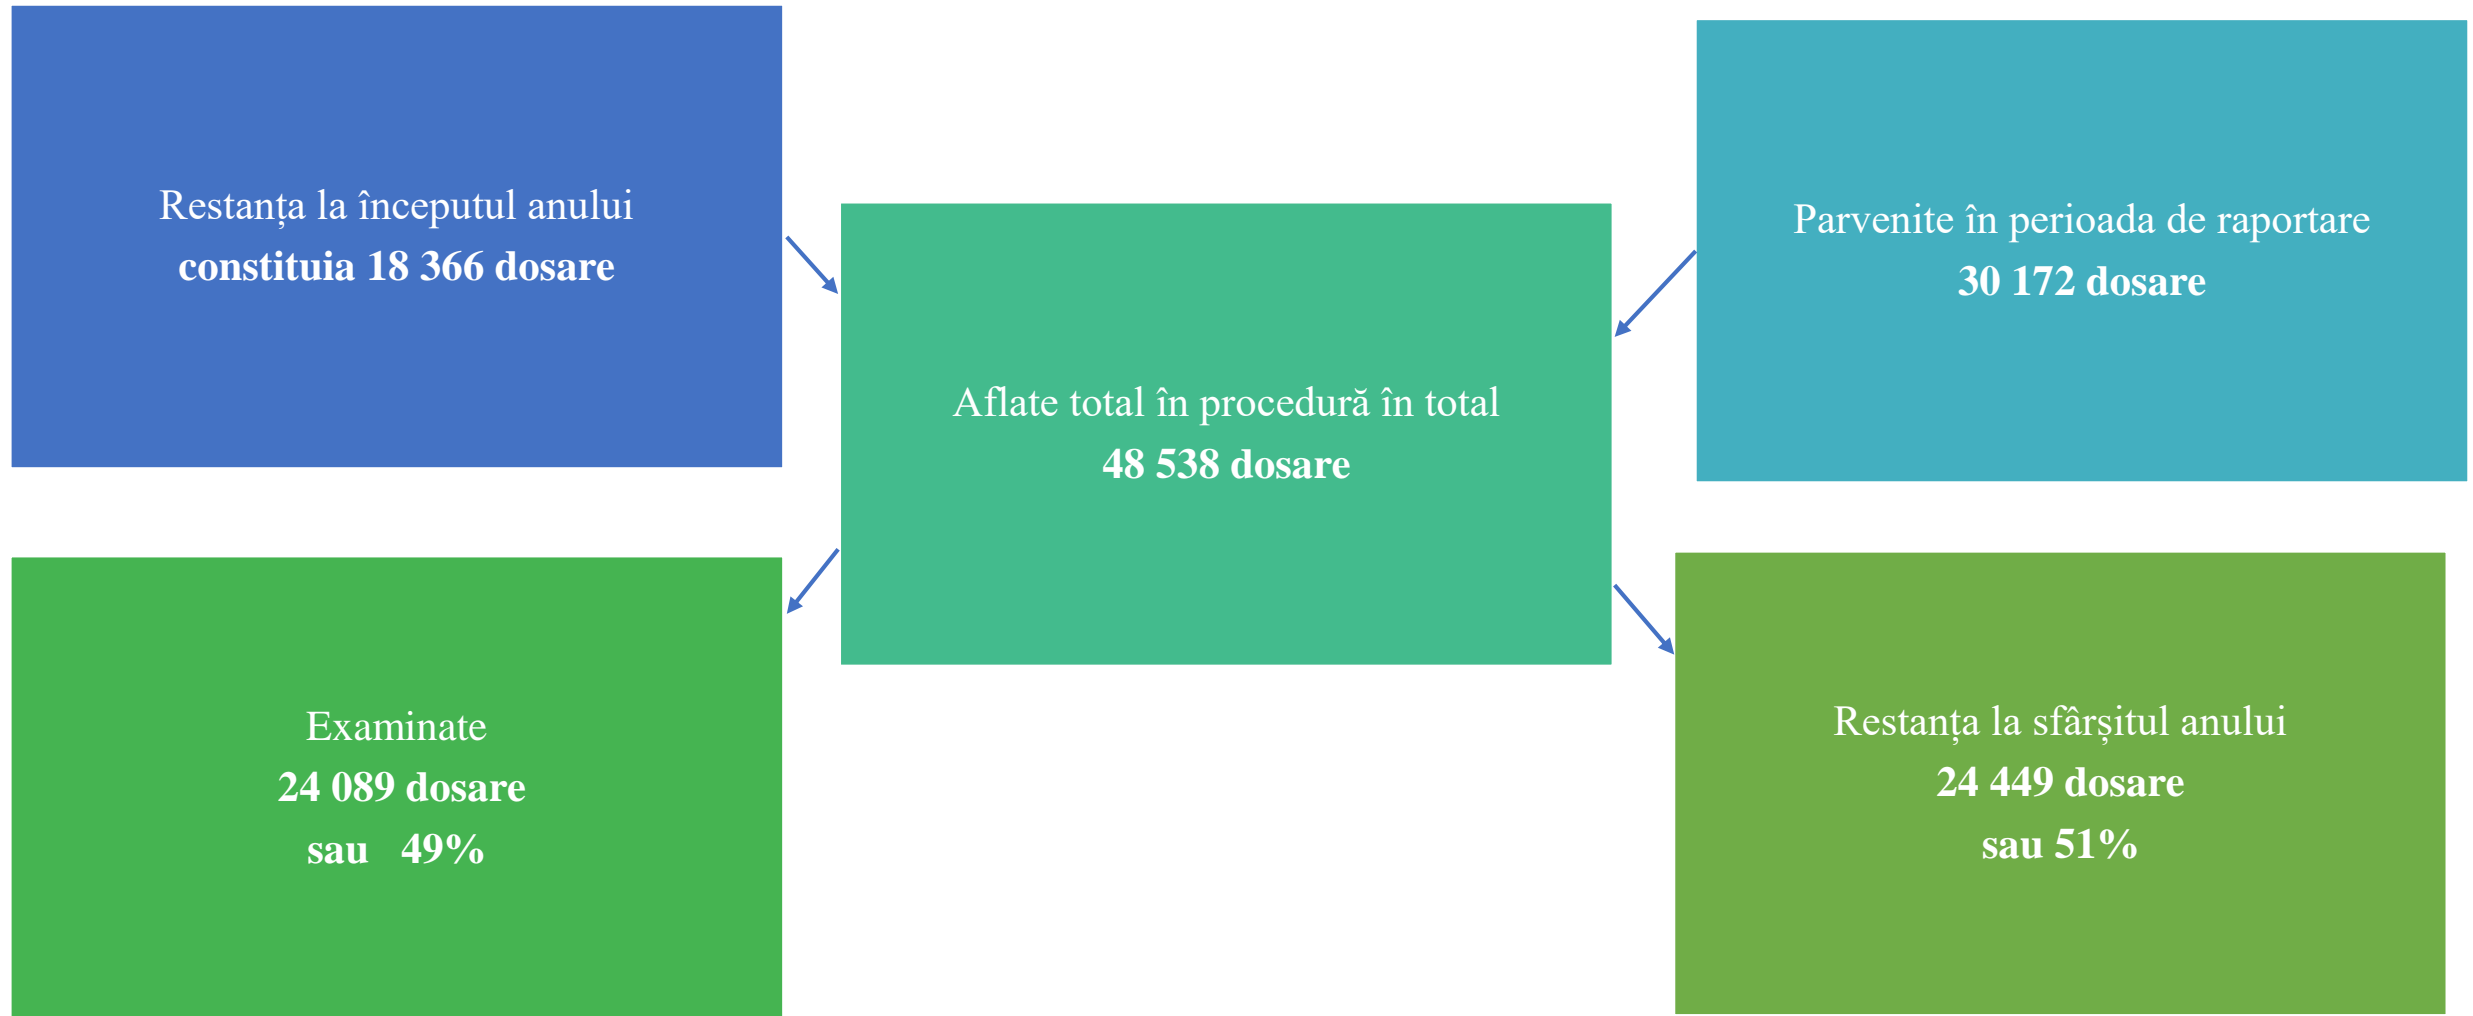 Restanța la începutul anului
constituia 18 366 dosare
Parvenite în perioada de raportare
30 172 dosare
Aflate total în procedură în total
48 538 dosare
Examinate
24 089 dosare
sau   49%
Restanța la sfârșitul anului
24 449 dosare
sau 51%